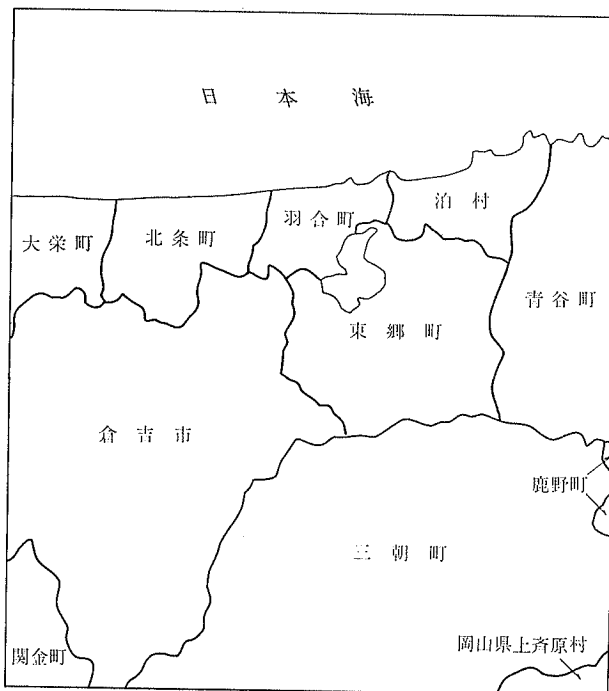 日本海
泊村
羽合町
北条町
大栄町
青谷町
東郷町
倉吉市
鹿野町
三朝町
岡山県上斉原村
関金町